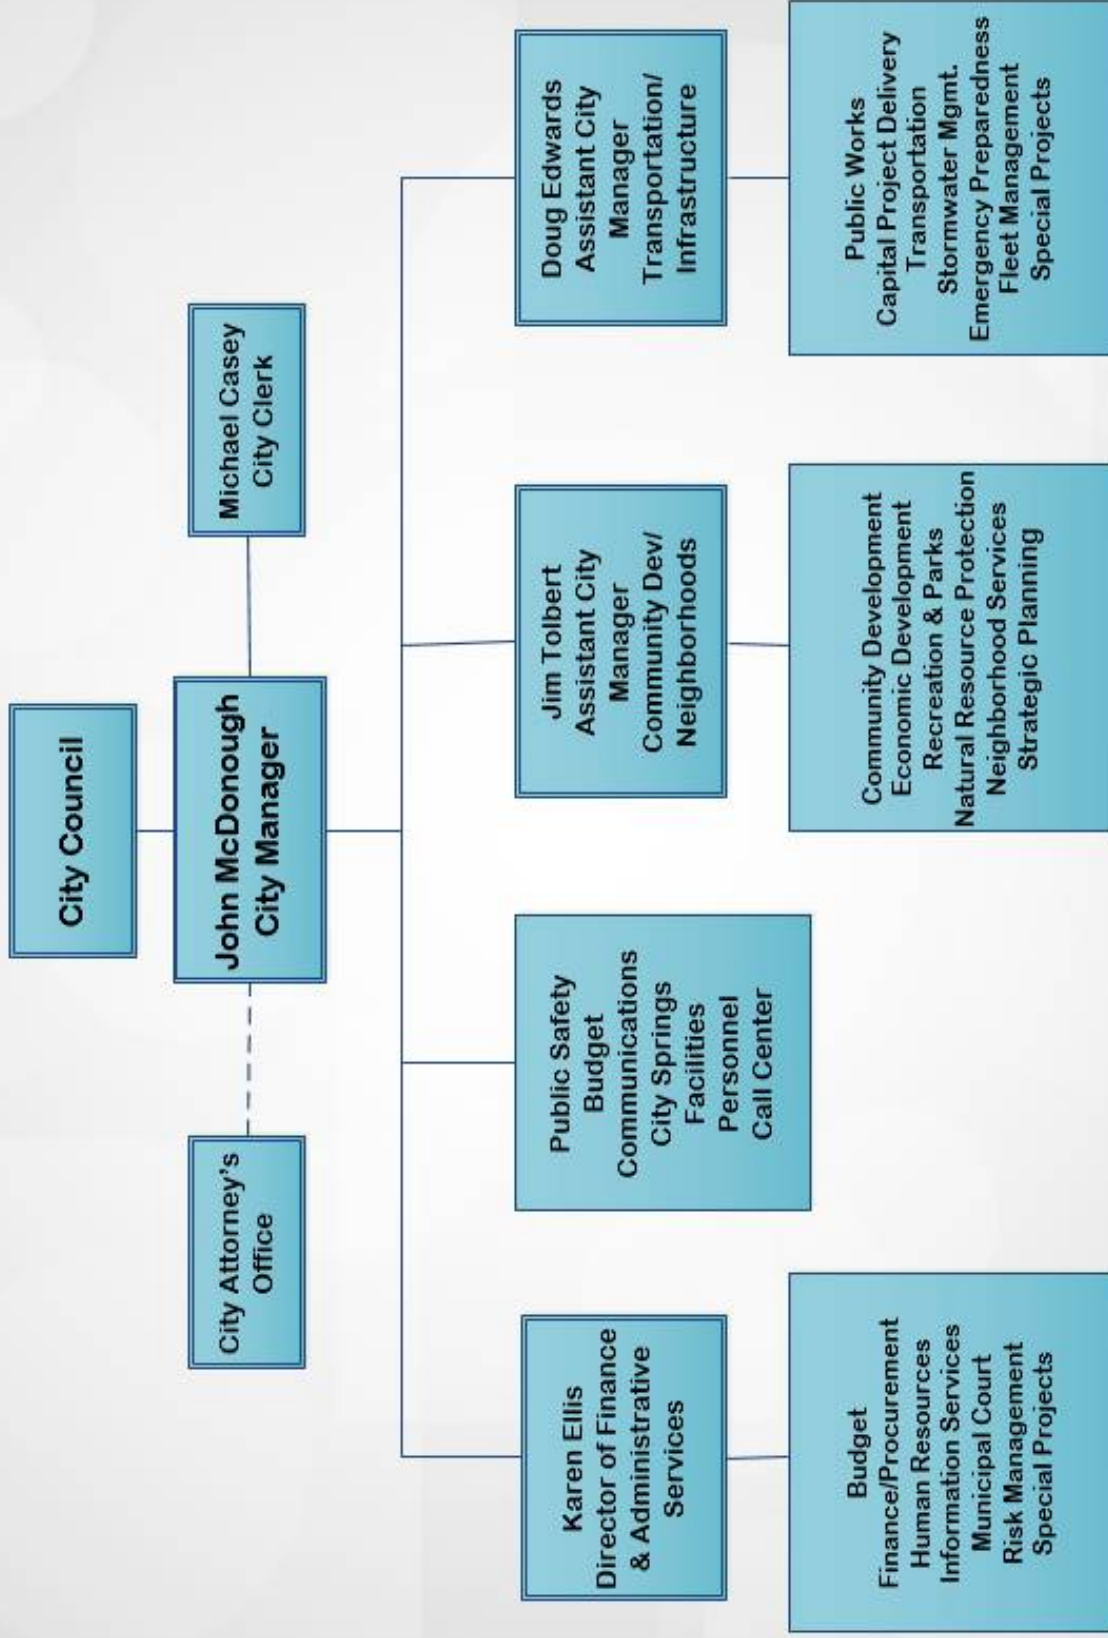 City Council
City Attorney's
Office
John McDonough
City Manager
Michael Casey
City Clerk
Karen Ellis
Director of Finance
& Administrative
Services
Public Safety
Budget
Communications
City Springs
Facilities
Personnel
Call Center
Jim Tolbert
Assistant City
Manager
Community Dev/
Neighborhoods
Doug Edwards
Assistant City
Manager
Transportation/
Infrastructure
Budget
Finance/Procurement
Human Resources
Information Services
Municipal Court
Risk Management
Special Projects
Community Development
Economic Development
Recreation & Parks
Natural Resource Protection
Neighborhood Services
Strategic Planning
Public Works
Capital Project Delivery
Transportation
Stormwater Mgmt.
Emergency Preparedness
Fleet Management
Special Projects